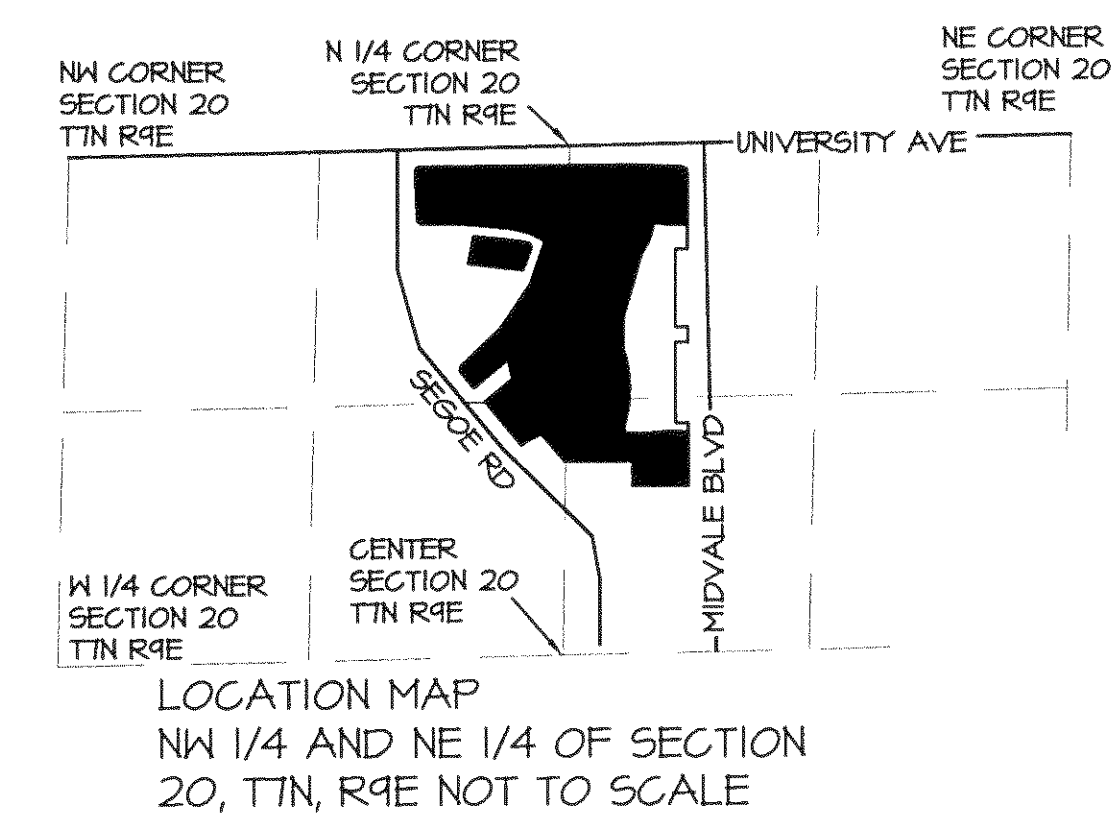 NW CORNER
SECTION 20
T7N R9E
N 1/4 CORNER
SECTION 20
T7N R9E
NE CORNER
SECTION 20
T7N R9E
UNIVERSITY AVE
SEGOE RD
MIDVALE BLVD
CENTER
SECTION 20
T7N R9E
W 1/4 CORNER
SECTION 20
T7N R9E
LOCATION MAP
NW 1/4 AND NE 1/4 OF SECTION
20, T7N, R9E NOT TO SCALE